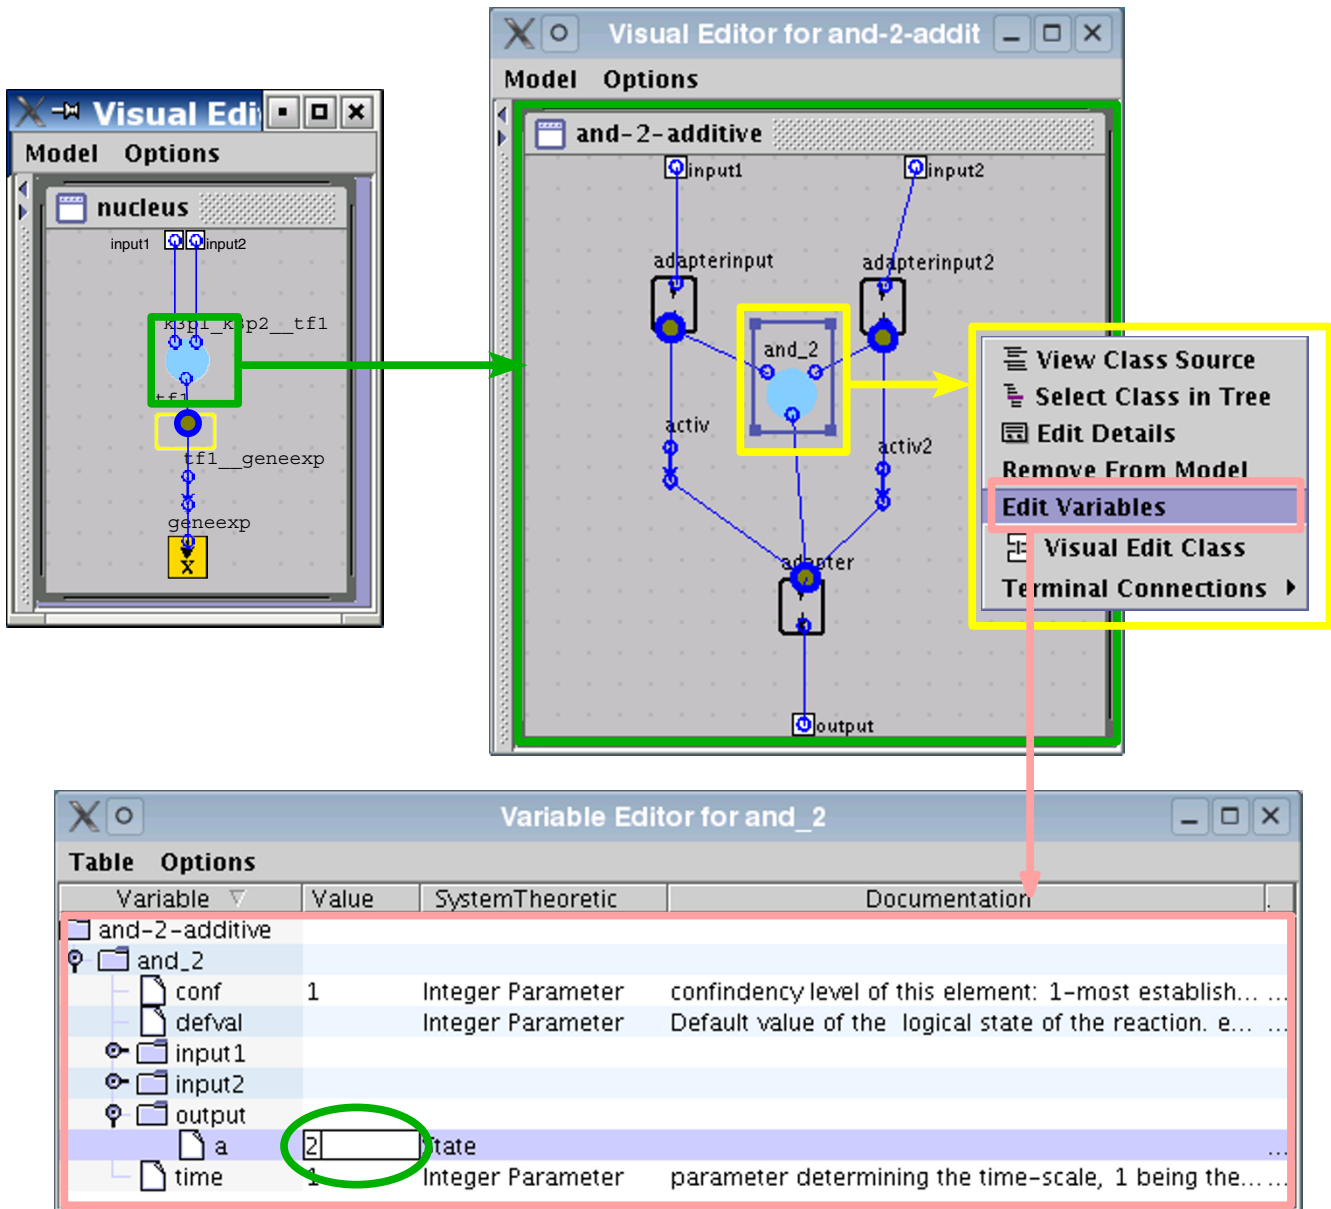 Visual Edi
Model Options
nucleus
input1 input2
k3p1_k3p2__tf1
tf1
tf1__geneexp
geneexp
X
Visual Editor for and-2-addit
Model Options
and-2-additive
input1 input2
adapterinput adapterinput2
and_2
activ
activ2
adapter
output
View Class Source
Select Class in Tree
Edit Details
Remove From Model
Edit Variables
Visual Edit Class
Terminal Connections
Variable Editor for and_2
Table Options
Variable Value SystemTheoretic Documentation .
and-2-additive
and_2
conf 1 Integer Parameter confindency level of this element: 1-most establish... ...
defval Integer Parameter Default value of the logical state of the reaction. e... ...
input1
input2
output
a 2 State ...
time 1 Integer Parameter parameter determining the time-scale, 1 being the... ...